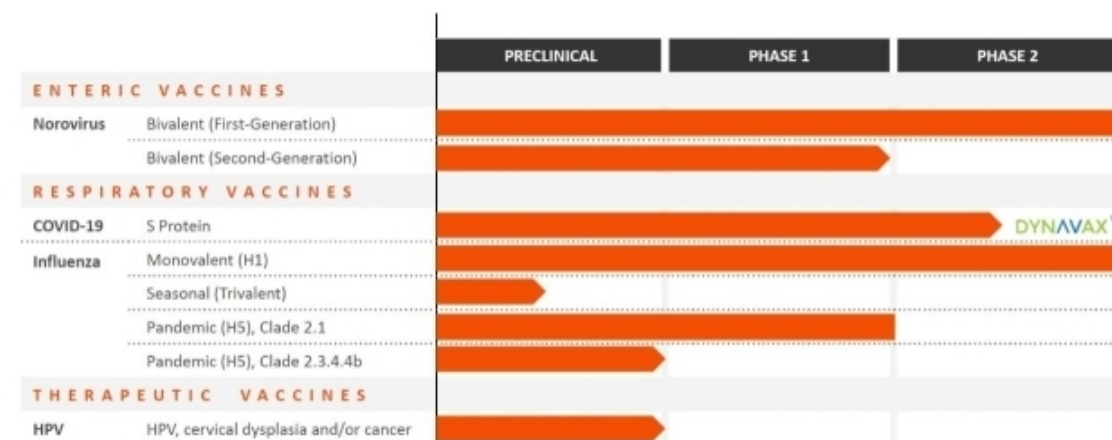 PRECLINICAL PHASE 1 PHASE 2
ENTERIC VACCINES
Norovirus Bivalent (First-Generation)
Bivalent (Second-Generation)
RESPIRATORY VACCINES
COVID-19 S Protein DYNAVAX
Influenza Monovalent (H1)
Seasonal (Trivalent)
Pandemic (H5), Clade 2.1
Pandemic (H5), Clade 2.3.4.4b
THERAPEUTIC VACCINES
HPV HPV, cervical dysplasia and/or cancer